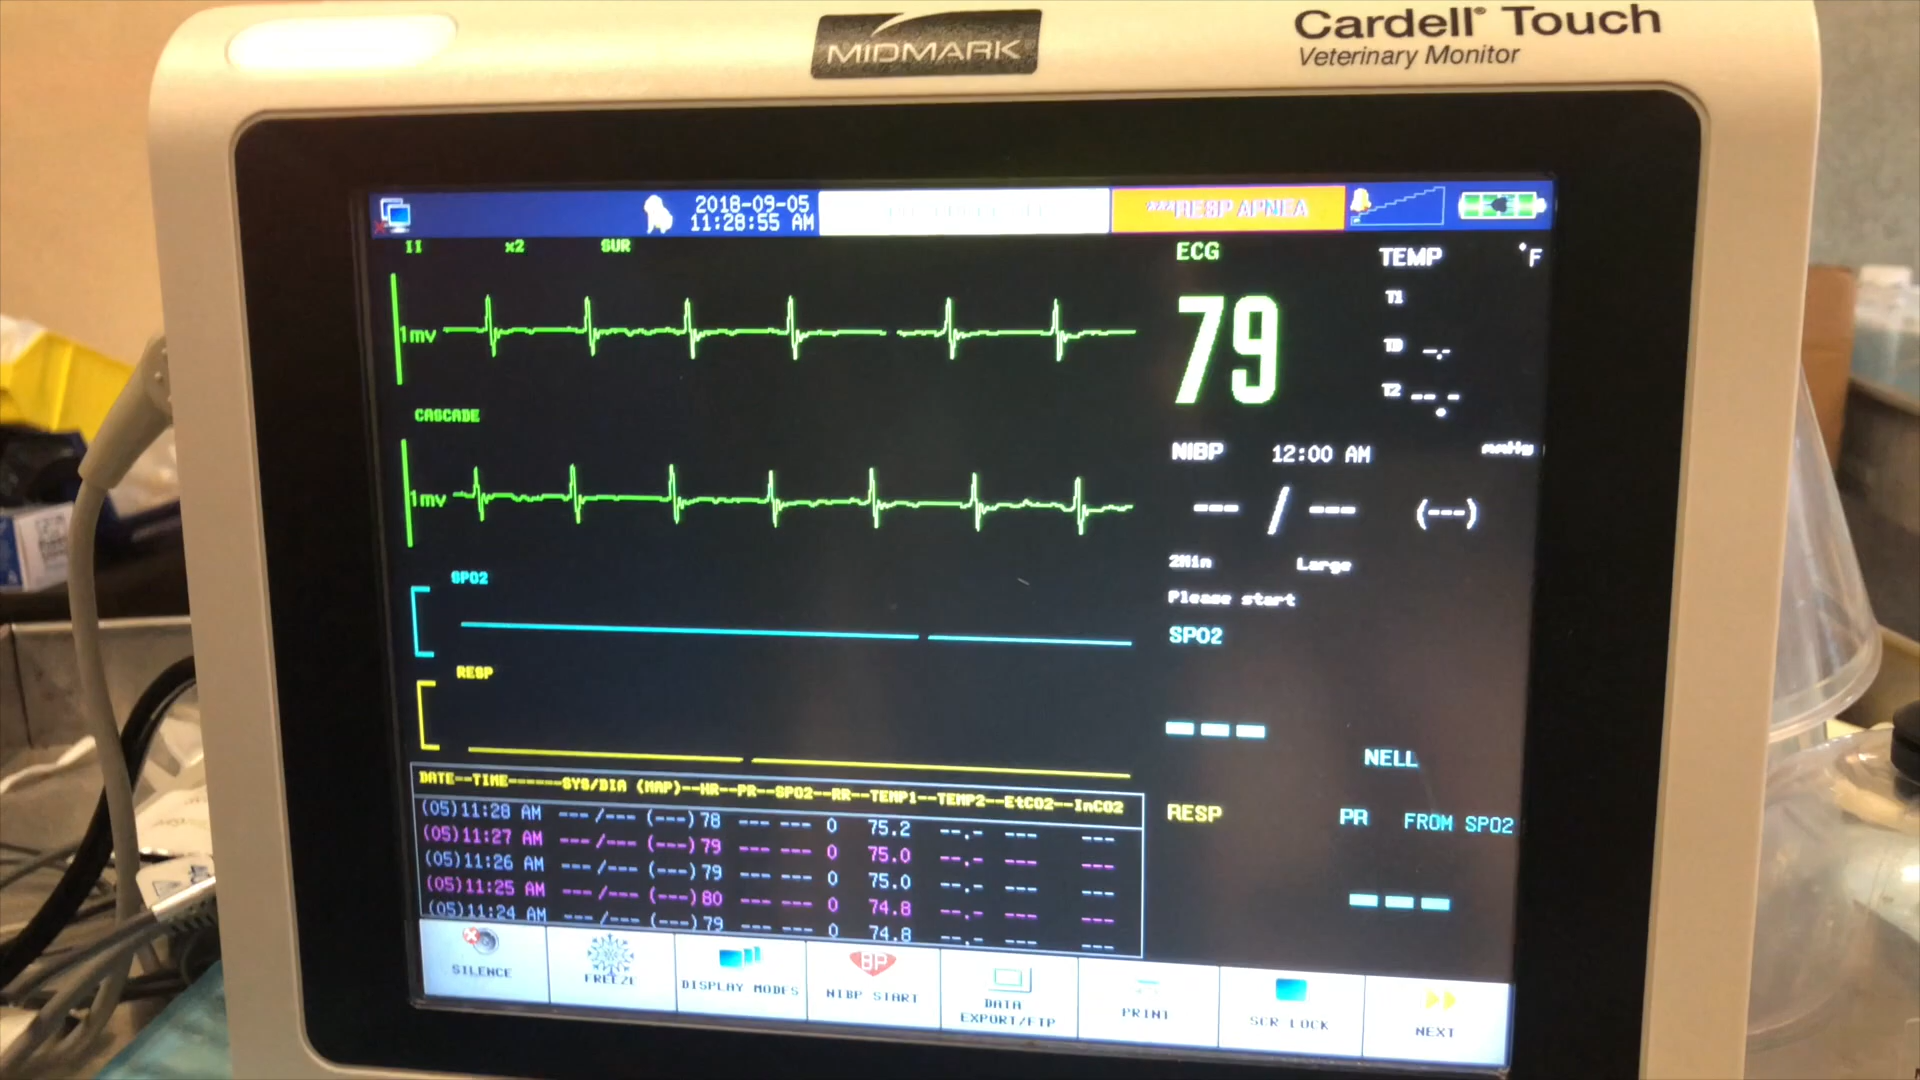 MIDMARK
Cardell® Touch
Veterinary Monitor
2018-09-05
11:28:55 AM
***RESP APNEA
II x2 SUR
1mv
ECG
79
TEMP °F
T1
T0 --.-
T2 --.-
CASCADE
1mv
NIBP 12:00 AM mmHg
--- / --- (---)
2Min Large
Please start
SPO2
SPO2
---
NELL
RESP
RESP
PR FROM SPO2
---
DATE--TIME------SYS/DIA (MAP)--HR--PR--SPO2--RR--TEMP1--TEMP2--EtCO2--InCO2
(05)11:28 AM ---/--- (---)78 --- --- 0 75.2 --.- --- ---
(05)11:27 AM ---/--- (---)79 --- --- 0 75.0 --.- --- ---
(05)11:26 AM ---/--- (---)79 --- --- 0 75.0 --.- --- ---
(05)11:25 AM ---/--- (---)80 --- --- 0 74.8 --.- --- ---
(05)11:24 AM ---/--- (---)79 --- --- 0 74.8 --.- --- ---
SILENCE
FREEZE
DISPLAY MODES
BP
NIBP START
DATA
EXPORT/FTP
PRINT
SCR LOCK
NEXT